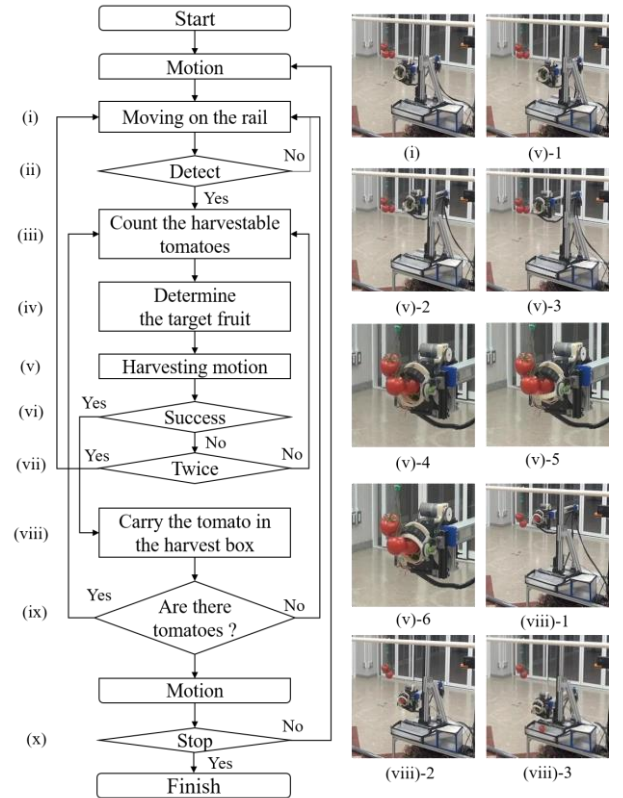 Start
Motion
(i)
Moving on the rail
No
(ii)
Detect
Yes
(iii)
Count the harvestable
tomatoes
(iv)
Determine
the target fruit
(v)
Harvesting motion
Yes
(vi)
Success
No
Yes
No
(vii)
Twice
(viii)
Carry the tomato in
the harvest box
Yes
No
(ix)
Are there
tomatoes ?
Motion
No
(x)
Stop
Yes
Finish
(i)
(v)-1
(v)-2
(v)-3
(v)-4
(v)-5
(v)-6
(viii)-1
(viii)-2
(viii)-3